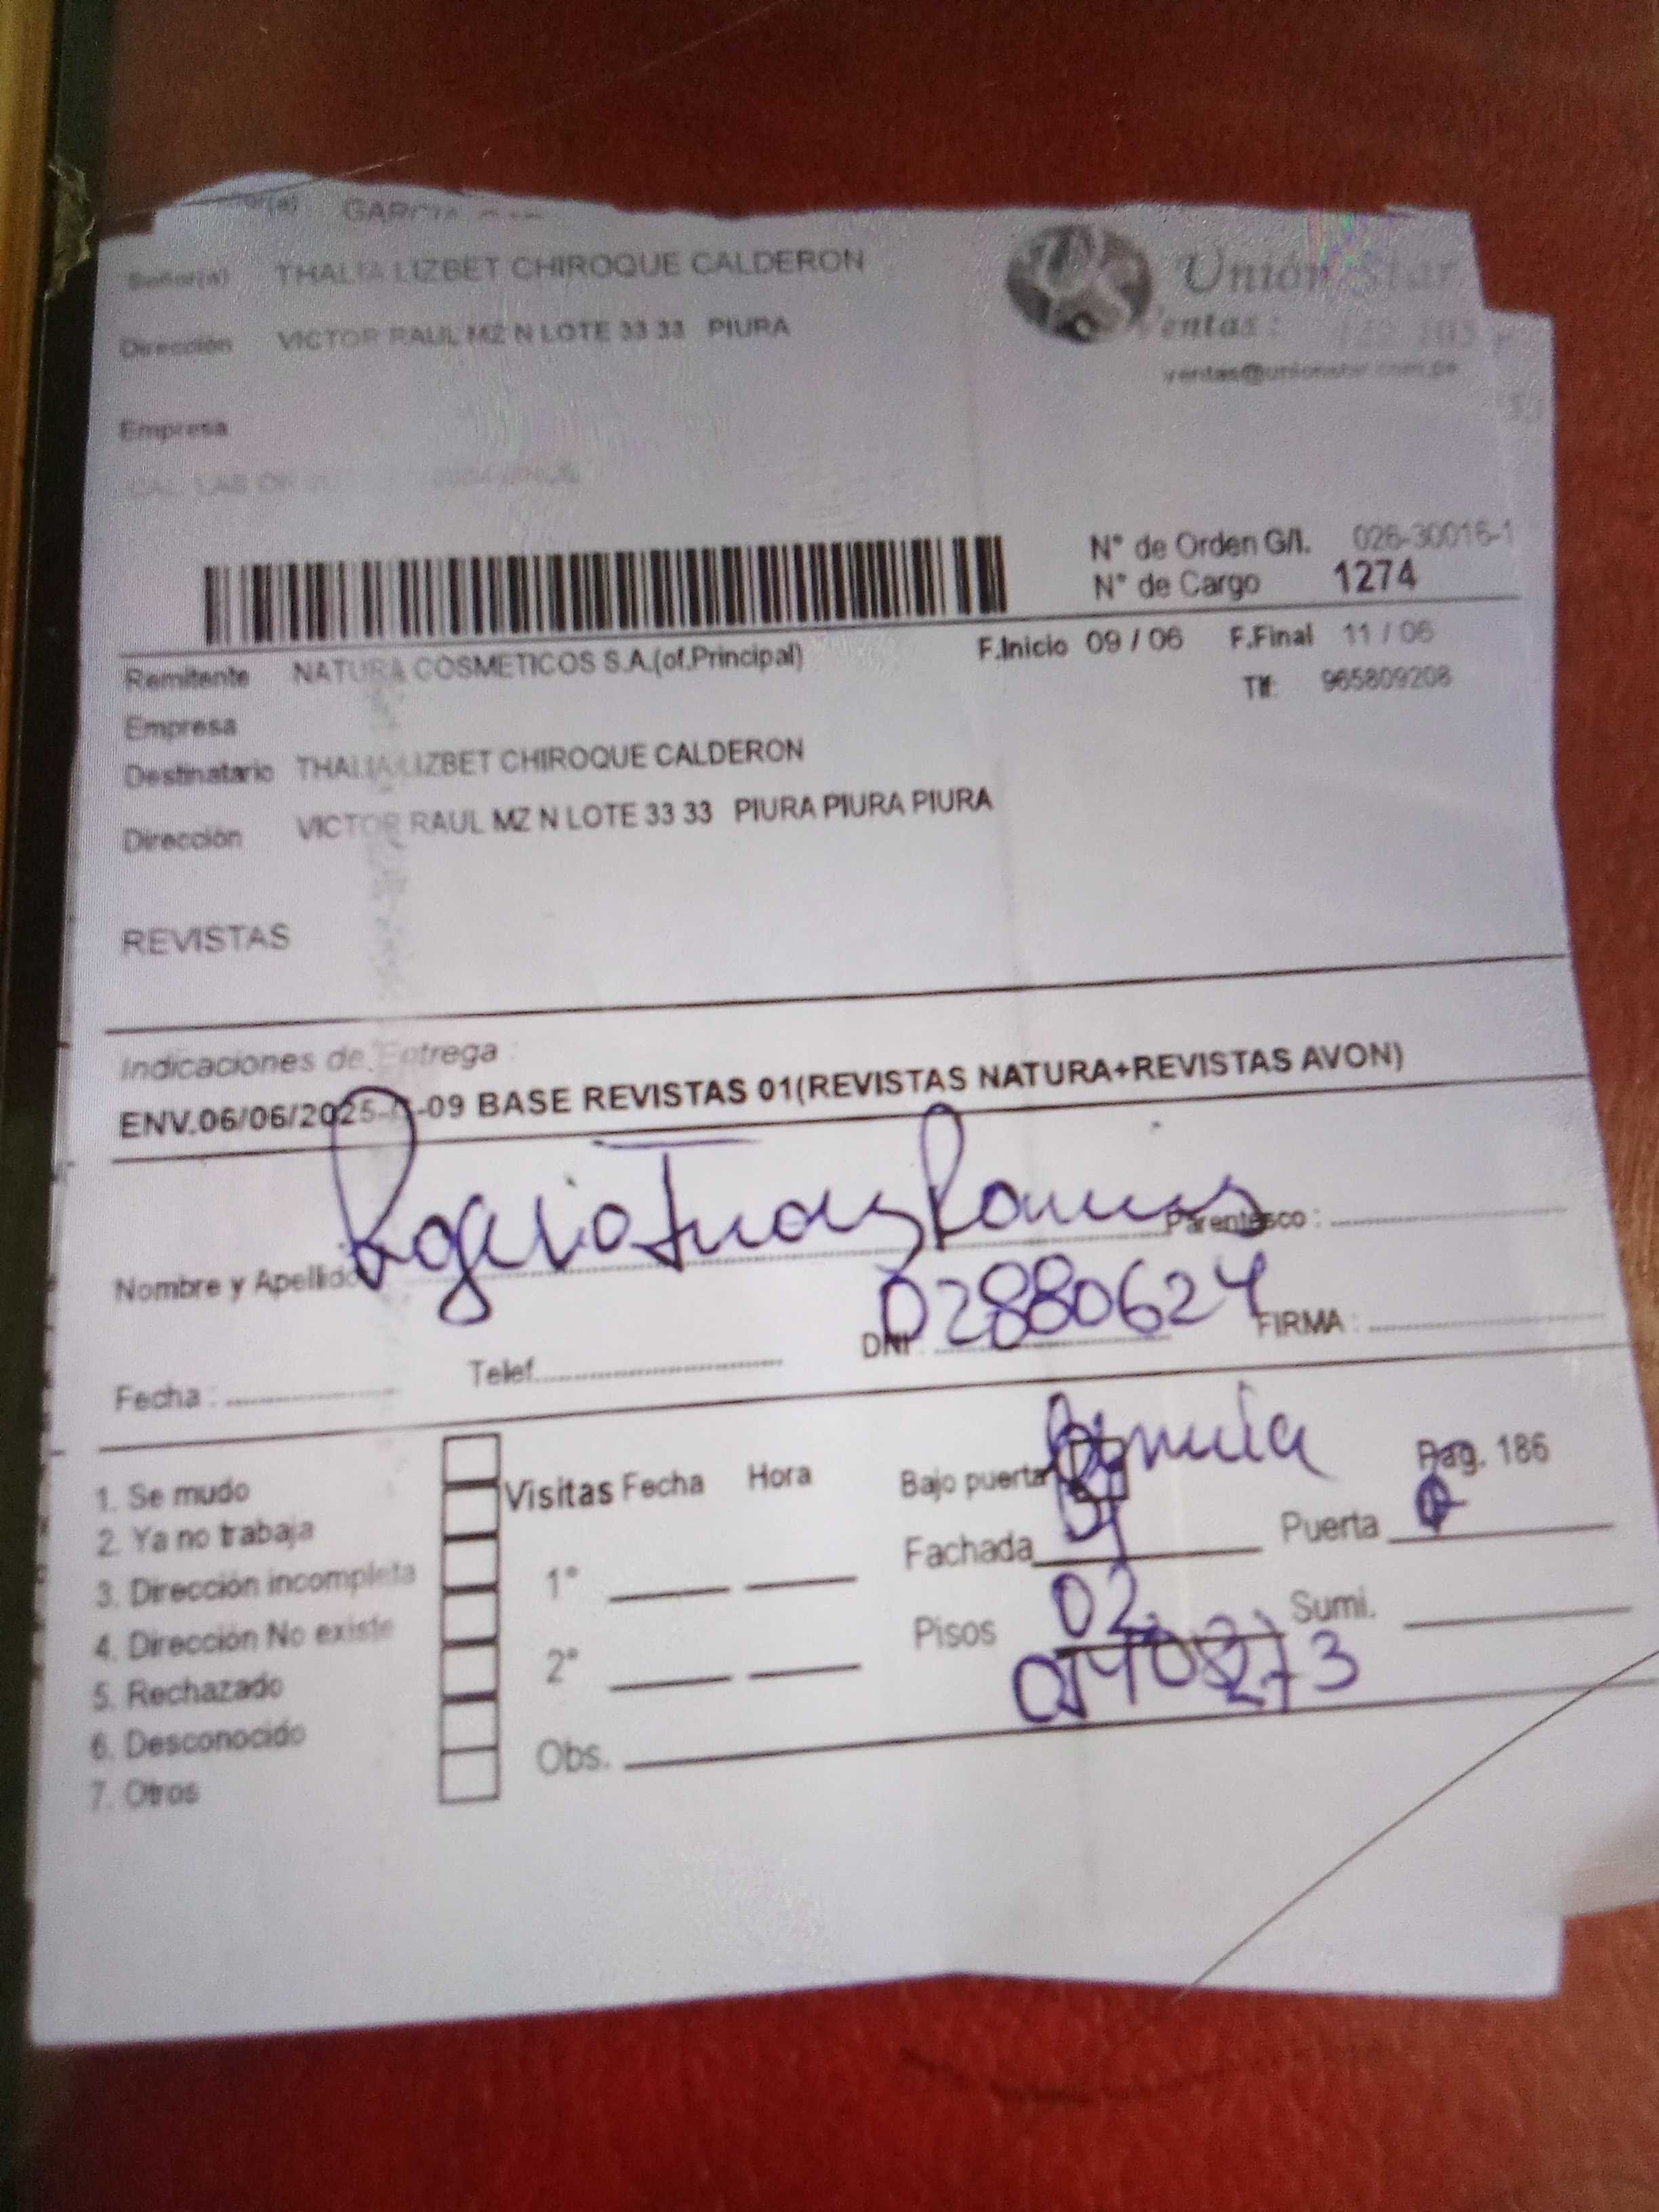 Señor(a) THALIA LIZBET CHIROQUE CALDERON
Unión Star
Dirección VICTOR RAUL MZ N LOTE 33 33 PIURA
Ventas:
ventas@unionstar.com.pe
Empresa
N° de Orden G/I. 026-30016-1
N° de Cargo 1274
Remitente NATURA COSMETICOS S.A.(of.Principal) F.Inicio 09 / 06 F.Final 11 / 06
Tlf: 965809208
Empresa
Destinatario THALIA LIZBET CHIROQUE CALDERON
Dirección VICTOR RAUL MZ N LOTE 33 33 PIURA PIURA PIURA
REVISTAS
Indicaciones de Entrega :
ENV.06/06/2025- -09 BASE REVISTAS 01(REVISTAS NATURA+REVISTAS AVON)
Nombre y Apellido Parentesco :
Fecha : Telef. DNI : 02880624 FIRMA :
1. Se mudo
2. Ya no trabaja
3. Dirección incompleta
4. Dirección No existe
5. Rechazado
6. Desconocido
7. Otros
Visitas Fecha Hora
1°
2°
Obs.
Bajo puerta Pag. 186
Fachada Puerta
Pisos 02 Sumi.